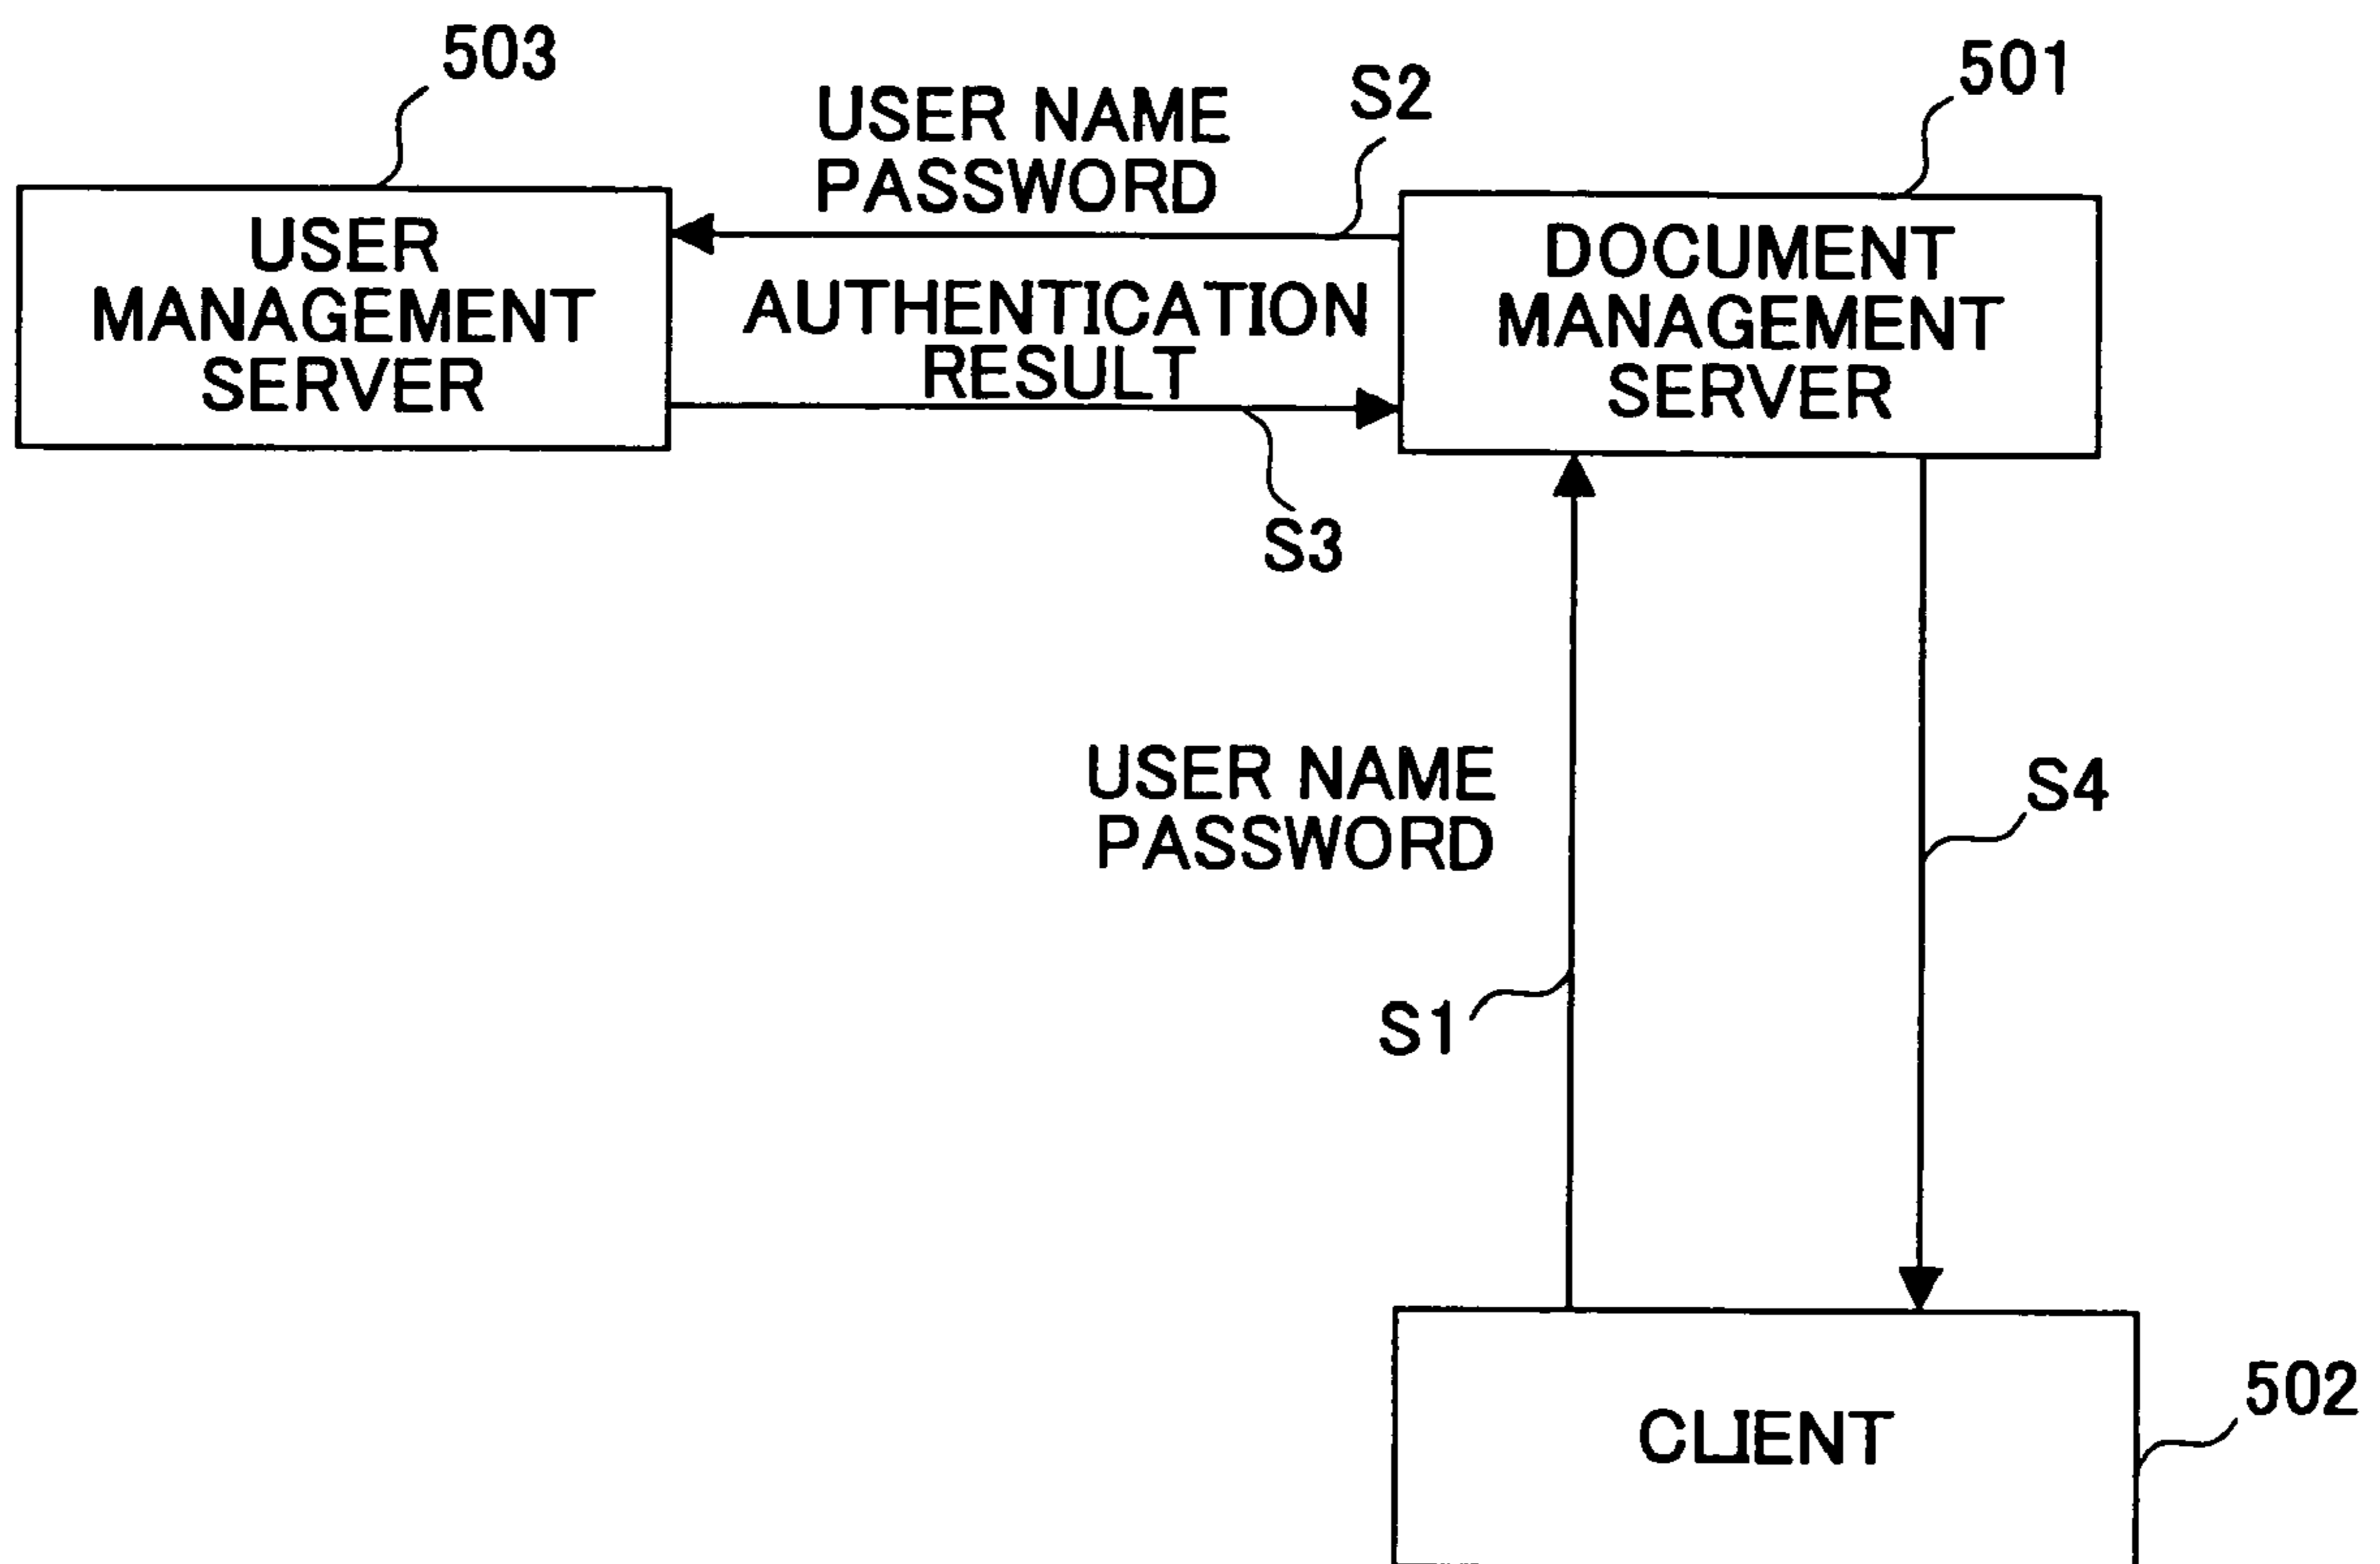 503
501
S2
USER NAME
PASSWORD
USER
MANAGEMENT
SERVER
AUTHENTICATION
RESULT
DOCUMENT
MANAGEMENT
SERVER
S3
USER NAME
PASSWORD
S4
S1
CLIENT
502